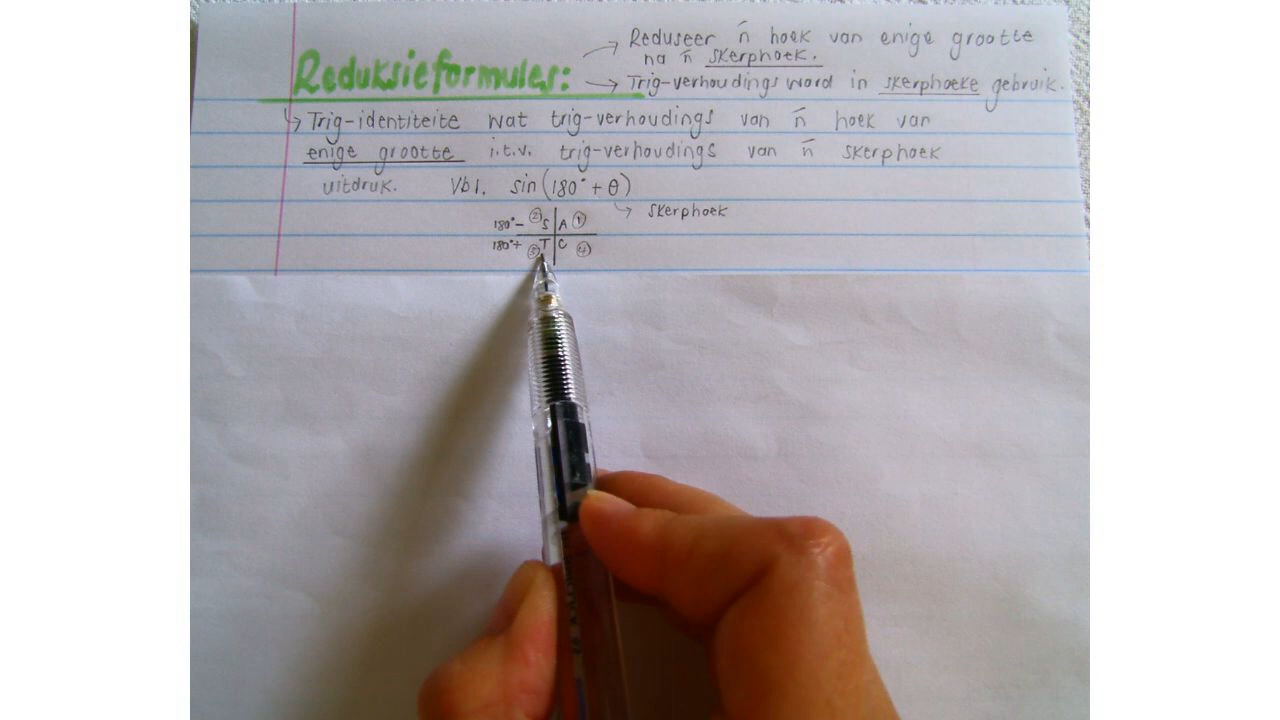 Reduksieformules:
→ Reduseer 'n hoek van enige grootte
na 'n skerphoek.
→ Trig-verhoudings word in skerphoeke gebruik.
↳ Trig-identiteite wat trig-verhoudings van 'n hoek van
enige grootte i.t.v. trig-verhoudings van 'n skerphoek
uitdruk. Vb1. sin(180° + θ)
↳ skerphoek
180°- ② S A ①
180°+ ③ T C ④